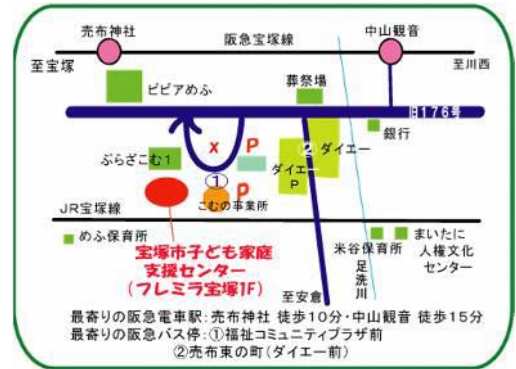 売布神社
中山観音
阪急宝塚線
至宝塚
至川西
ピピアめふ
葬祭場
旧176号
銀行
ぷらざこむ1
x
P
②
ダイエー
ダイエー
P
①
P
こむの事業所
JR宝塚線
めふ保育所
宝塚市子ども家庭
支援センター
(フレミラ宝塚1F)
米谷保育所
まいたに
人権文化
センター
足洗川
至安倉
最寄りの阪急電車駅:売布神社 徒歩10分・中山観音 徒歩15分
最寄りの阪急バス停:①福祉コミュニティプラザ前
②売布東の町(ダイエー前)